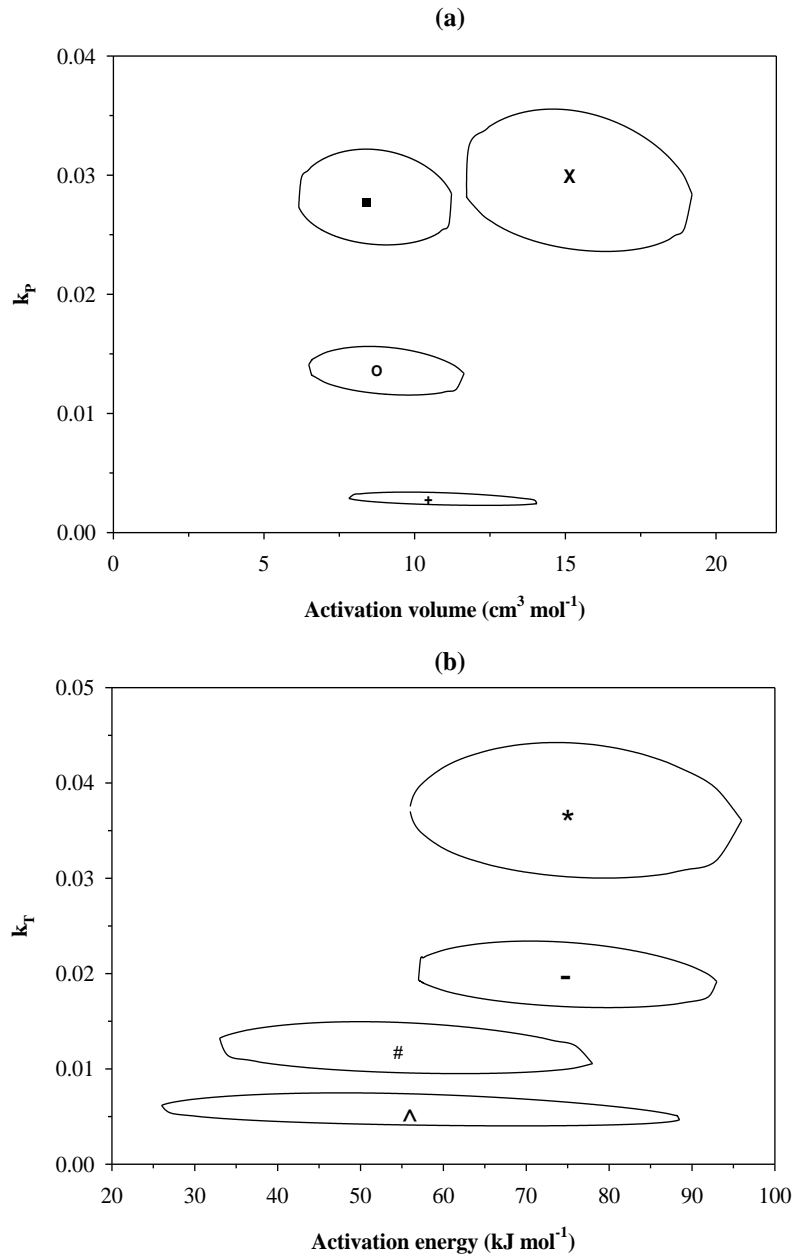 (a)
0.04
0.03
0.02
0.01
0.00
k_P
X
o
+
0 5 10 15 20
Activation volume (cm³ mol⁻¹)
(b)
0.05
0.04
0.03
0.02
0.01
0.00
k_T
*
-
#
^
20 30 40 50 60 70 80 90 100
Activation energy (kJ mol⁻¹)